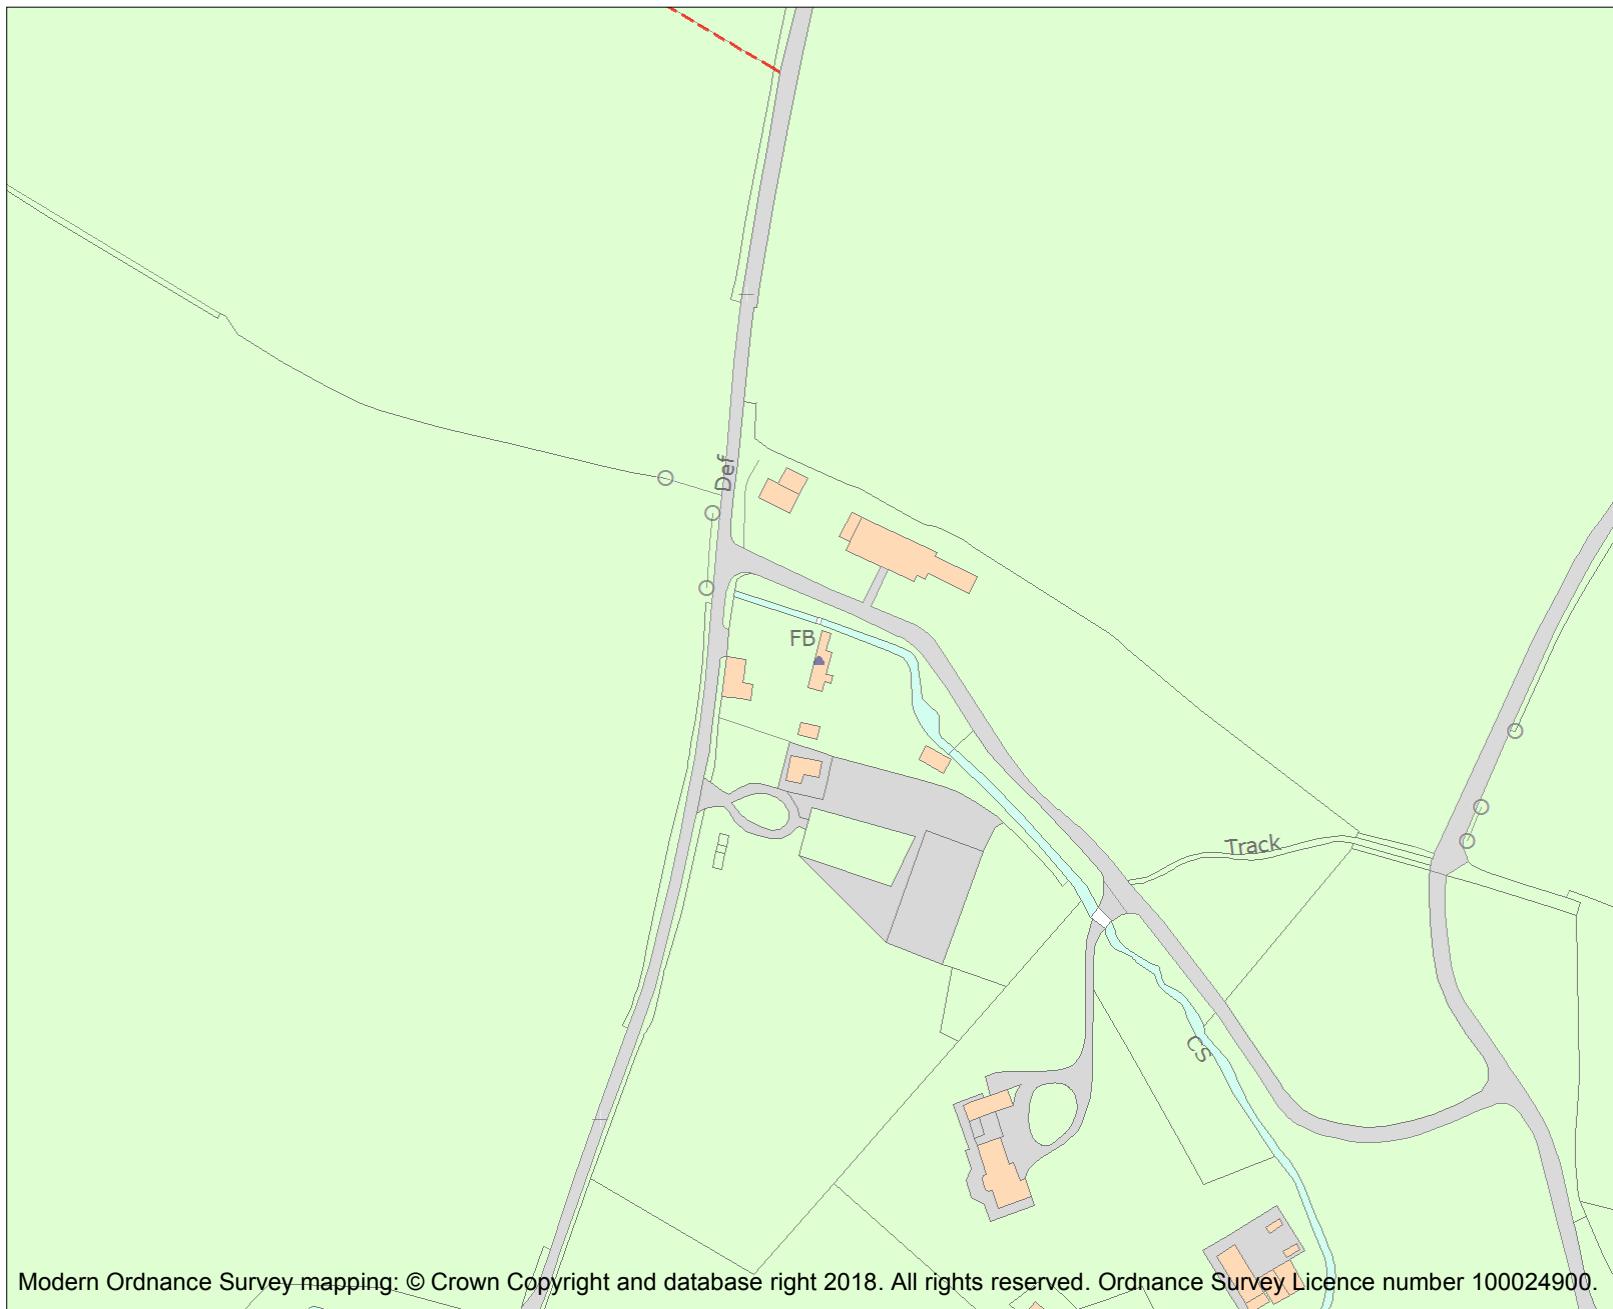 Def
FB
Track
CS
Modern Ordnance Survey mapping: © Crown Copyright and database right 2018. All rights reserved. Ordnance Survey Licence number 100024900.